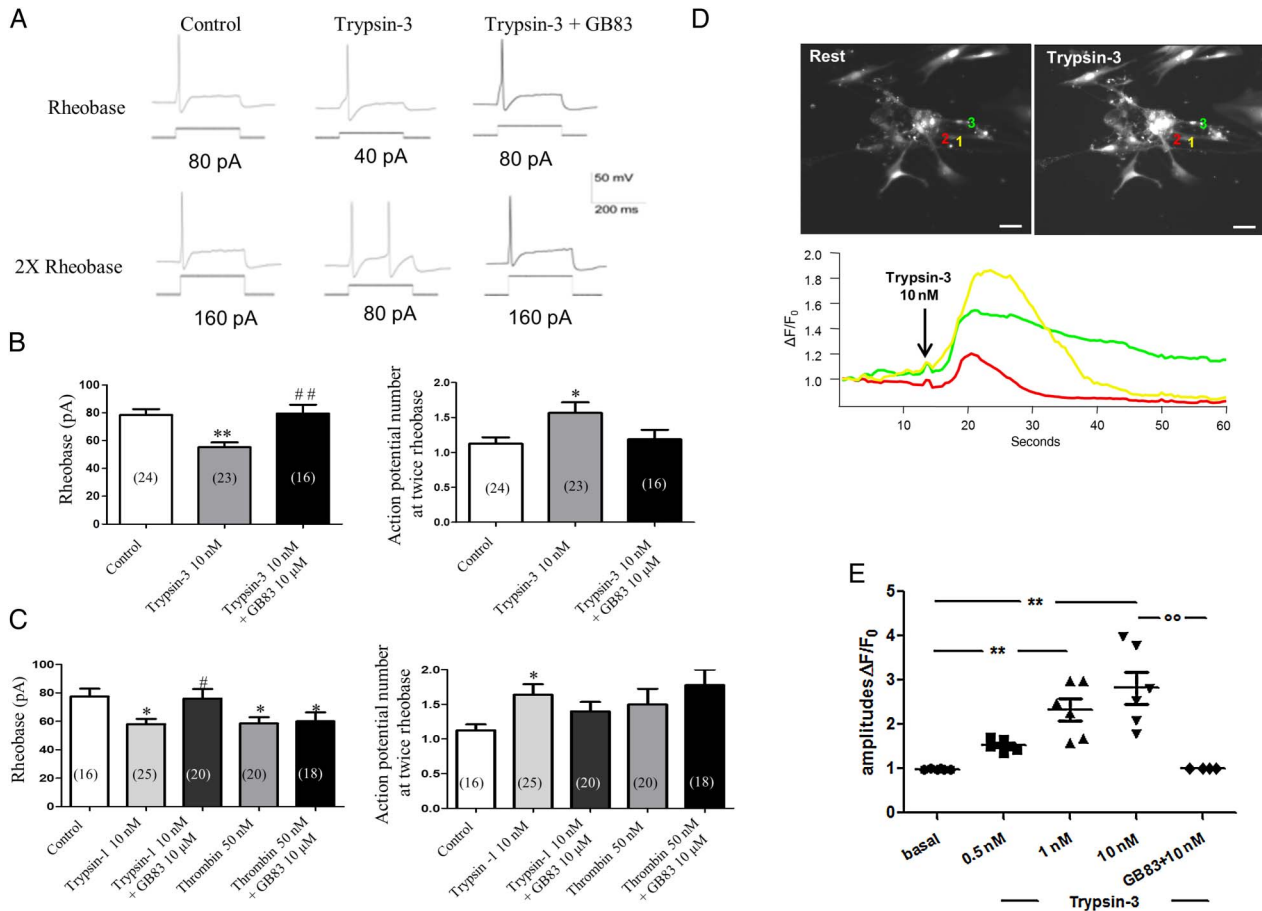 A
Control Trypsin-3 Trypsin-3 + GB83
Rheobase
80 pA 40 pA 80 pA
50 mV
200 ms
2X Rheobase
160 pA 80 pA 160 pA
B
Rheobase (pA)
100
80
60
40
20
0
**
# #
(24) (23) (16)
Control
Trypsin-3 10 nM
Trypsin-3 10 nM
+ GB83 10 µM
Action potential number
at twice rheobase
2.0
1.5
1.0
0.5
0.0
*
(24) (23) (16)
Control
Trypsin-3 10 nM
Trypsin-3 10 nM
+ GB83 10 µM
C
Rheobase (pA)
100
80
60
40
20
0
*
#
*
*
(16) (25) (20) (20) (18)
Control
Trypsin-1 10 nM
Trypsin-1 10 nM
+ GB83 10 µM
Thrombin 50 nM
Thrombin 50 nM
+ GB83 10 µM
Action potential number
at twice rheobase
2.0
1.5
1.0
0.5
0.0
*
(16) (25) (20) (20) (18)
Control
Trypsin -1 10 nM
Trypsin-1 10 nM
+ GB83 10 µM
Thrombin 50 nM
Thrombin 50 nM
+ GB83 10 µM
D
Rest
3
2
1
Trypsin-3
3
2
1
ΔF/F0
2.0
1.8
1.6
1.4
1.2
1.0
Trypsin-3
10 nM
10 20 30 40 50 60
Seconds
E
amplitudes ΔF/F0
5
4
3
2
1
0
**
°°
**
basal
0.5 nM
1 nM
10 nM
GB83+10 nM
Trypsin-3